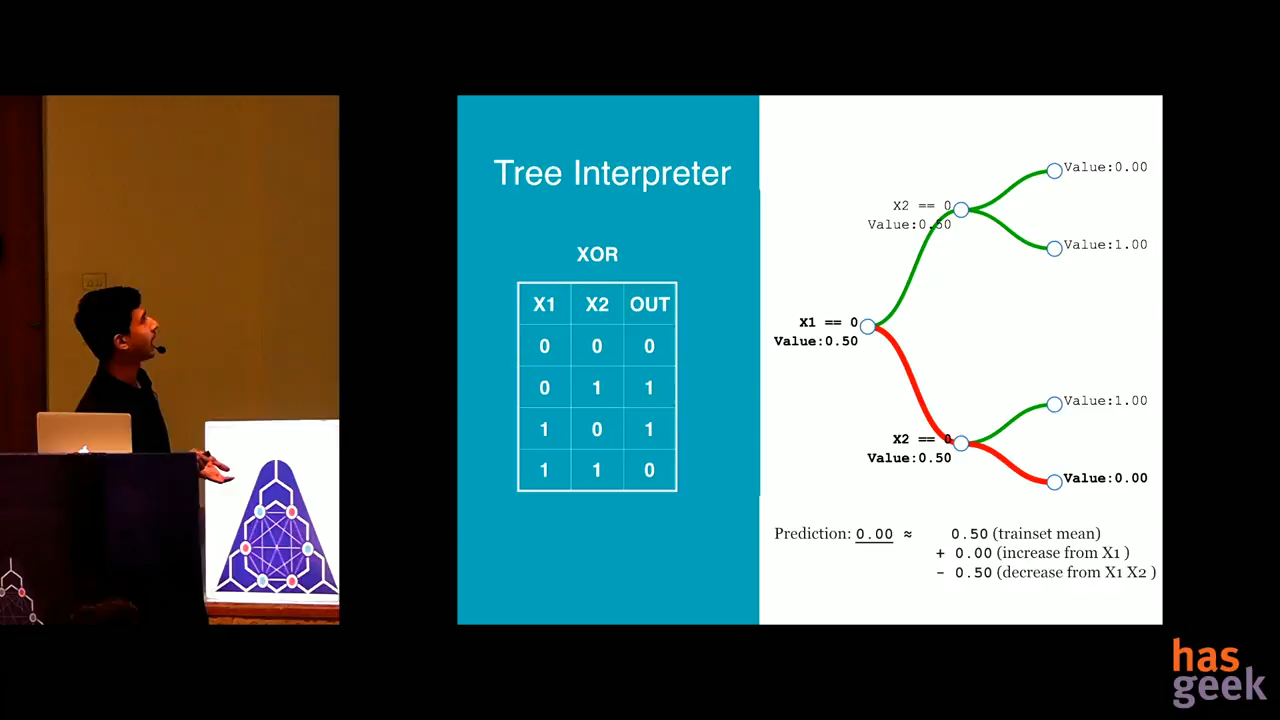 Tree Interpreter
XOR
X1 X2 OUT
0 0 0
0 1 1
1 0 1
1 1 0
Value:0.00
X2 == 0
Value:0.50
Value:1.00
X1 == 0
Value:0.50
Value:1.00
X2 == 0
Value:0.50
Value:0.00
Prediction: 0.00 ≈ 0.50 (trainset mean)
+ 0.00 (increase from X1 )
- 0.50 (decrease from X1 X2 )
has
geek